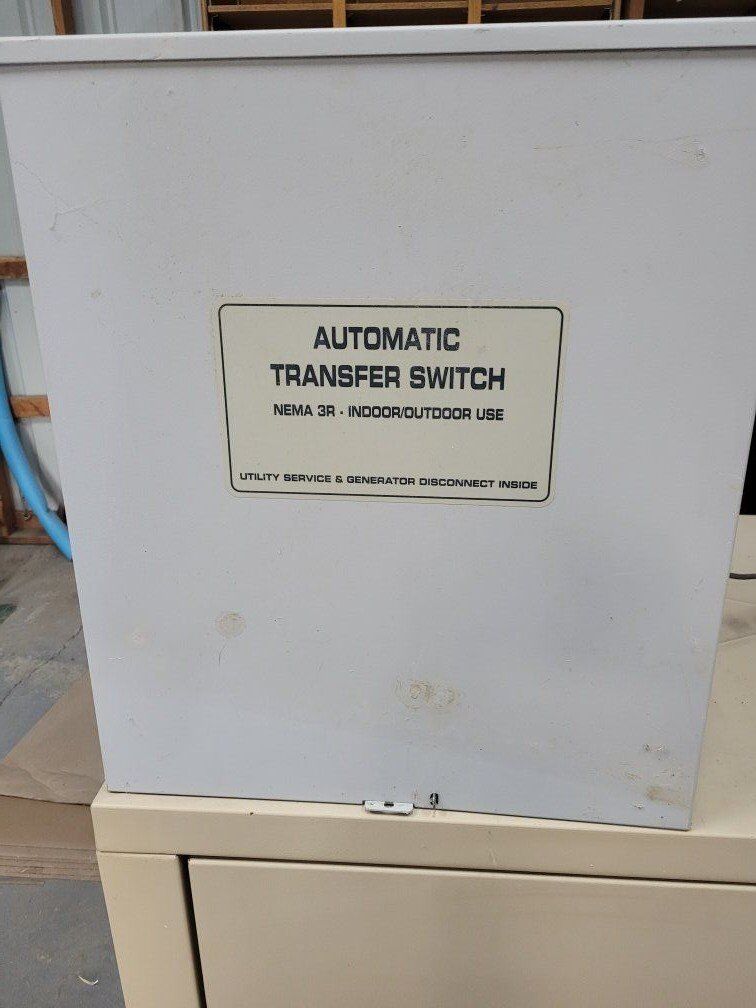 AUTOMATIC
TRANSFER SWITCH
NEMA 3R - INDOOR/OUTDOOR USE
UTILITY SERVICE & GENERATOR DISCONNECT INSIDE